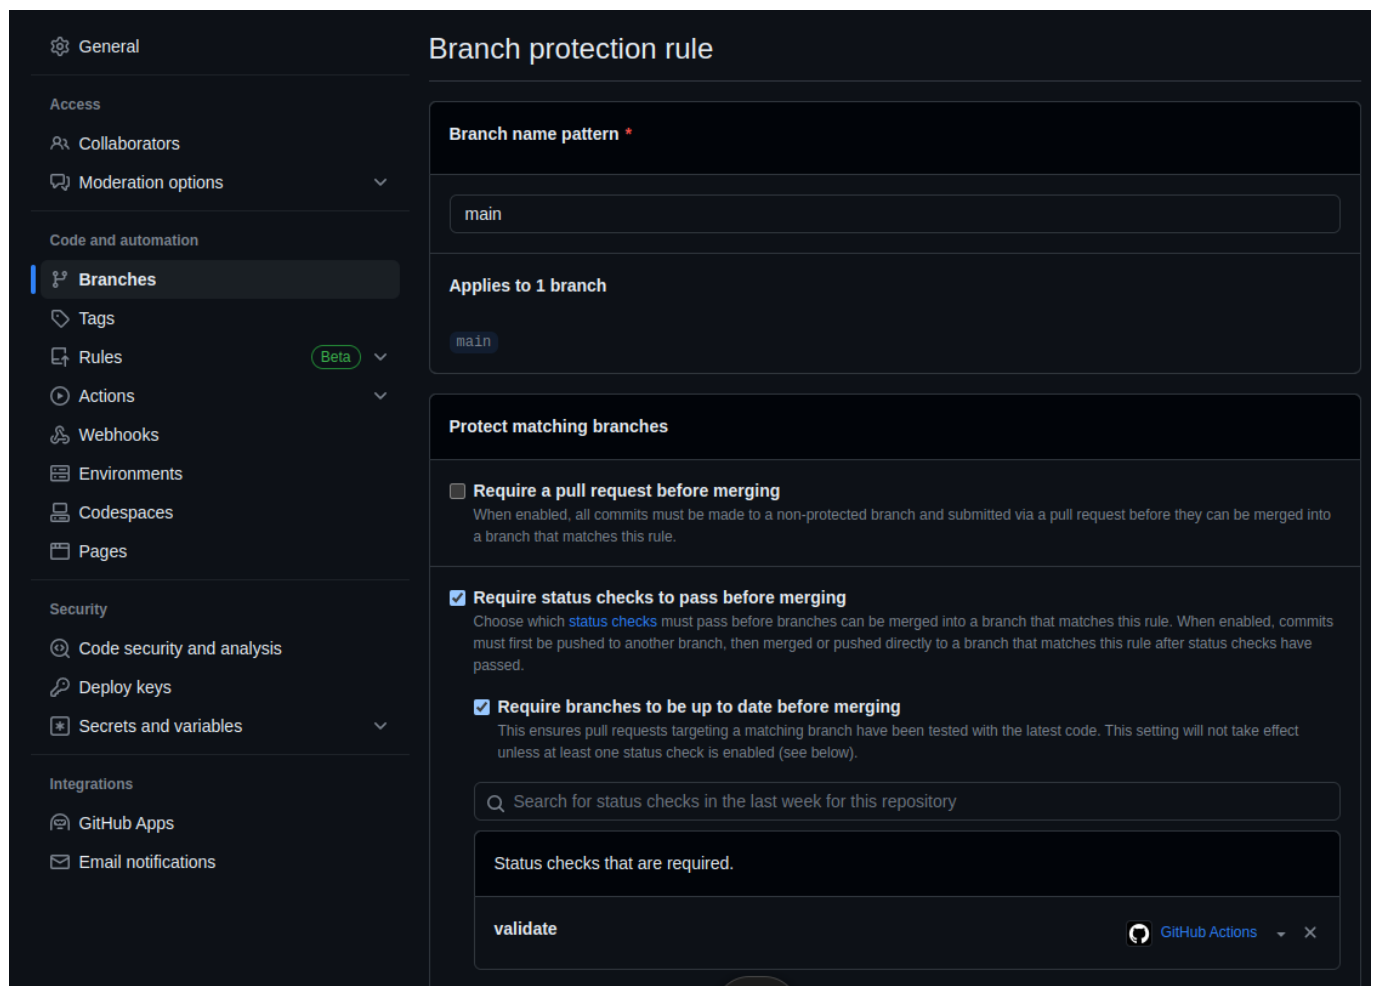 General
Access
Collaborators
Moderation options
Code and automation
Branches
Tags
Rules Beta
Actions
Webhooks
Environments
Codespaces
Pages
Security
Code security and analysis
Deploy keys
Secrets and variables
Integrations
GitHub Apps
Email notifications
Branch protection rule
Branch name pattern *
main
Applies to 1 branch
main
Protect matching branches
Require a pull request before merging
When enabled, all commits must be made to a non-protected branch and submitted via a pull request before they can be merged into
a branch that matches this rule.
Require status checks to pass before merging
Choose which status checks must pass before branches can be merged into a branch that matches this rule. When enabled, commits
must first be pushed to another branch, then merged or pushed directly to a branch that matches this rule after status checks have
passed.
Require branches to be up to date before merging
This ensures pull requests targeting a matching branch have been tested with the latest code. This setting will not take effect
unless at least one status check is enabled (see below).
Search for status checks in the last week for this repository
Status checks that are required.
validate GitHub Actions